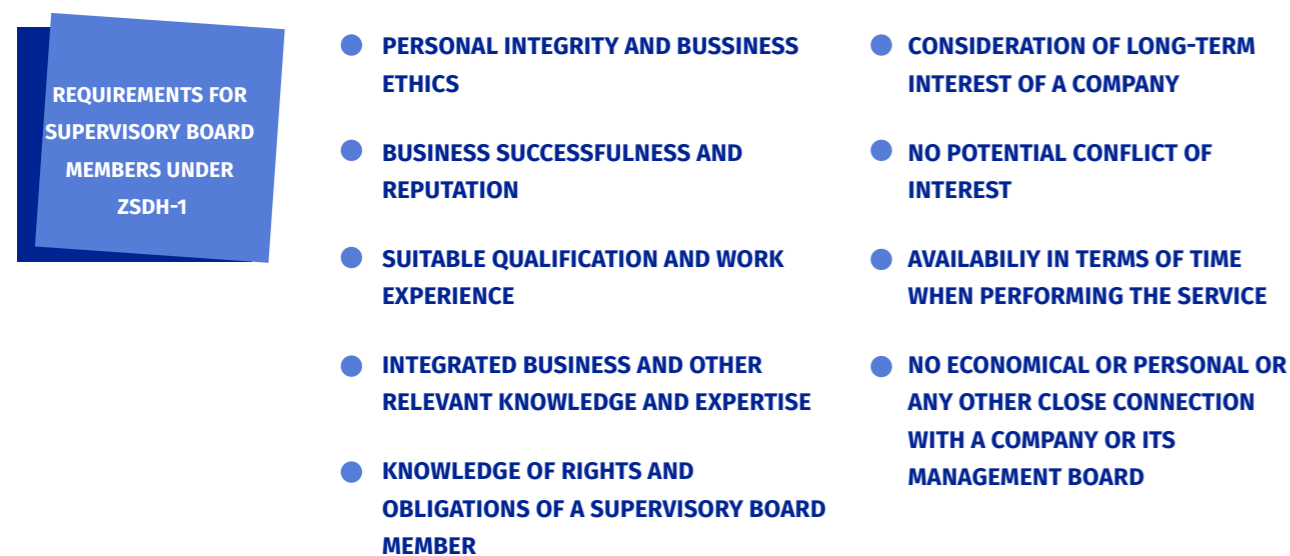 REQUIREMENTS FOR
SUPERVISORY BOARD
MEMBERS UNDER
ZSDH-1
PERSONAL INTEGRITY AND BUSSINESS
ETHICS
BUSINESS SUCCESSFULNESS AND
REPUTATION
SUITABLE QUALIFICATION AND WORK
EXPERIENCE
INTEGRATED BUSINESS AND OTHER
RELEVANT KNOWLEDGE AND EXPERTISE
KNOWLEDGE OF RIGHTS AND
OBLIGATIONS OF A SUPERVISORY BOARD
MEMBER
CONSIDERATION OF LONG-TERM
INTEREST OF A COMPANY
NO POTENTIAL CONFLICT OF
INTEREST
AVAILABILIY IN TERMS OF TIME
WHEN PERFORMING THE SERVICE
NO ECONOMICAL OR PERSONAL OR
ANY OTHER CLOSE CONNECTION
WITH A COMPANY OR ITS
MANAGEMENT BOARD